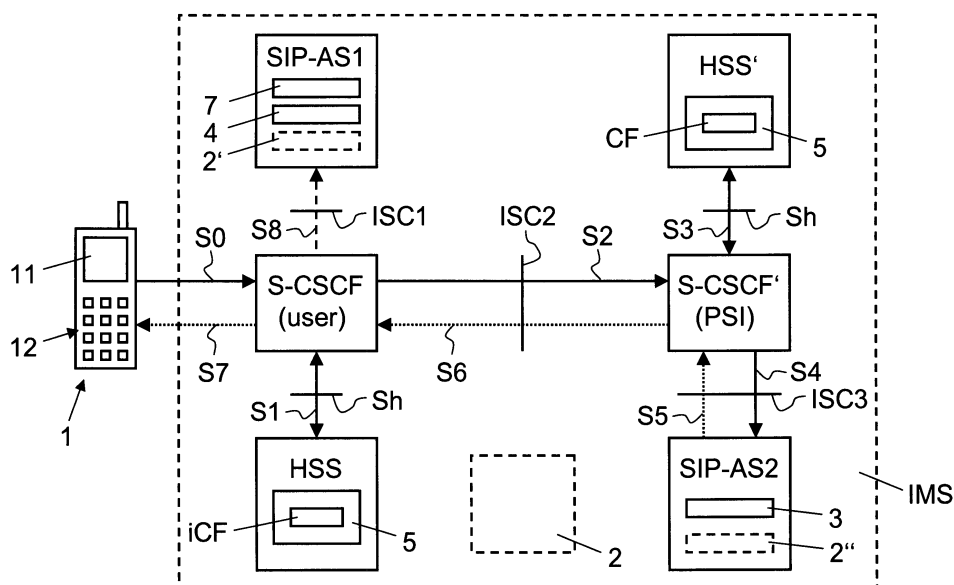 SIP-AS1
7
4
2‘
HSS‘
CF
5
ISC1
S8
ISC2
S3
Sh
11
S0
S-CSCF
(user)
S2
S-CSCF‘
(PSI)
12
S7
S6
1
S1
Sh
S4
S5
ISC3
HSS
iCF
5
2
SIP-AS2
3
2“
IMS